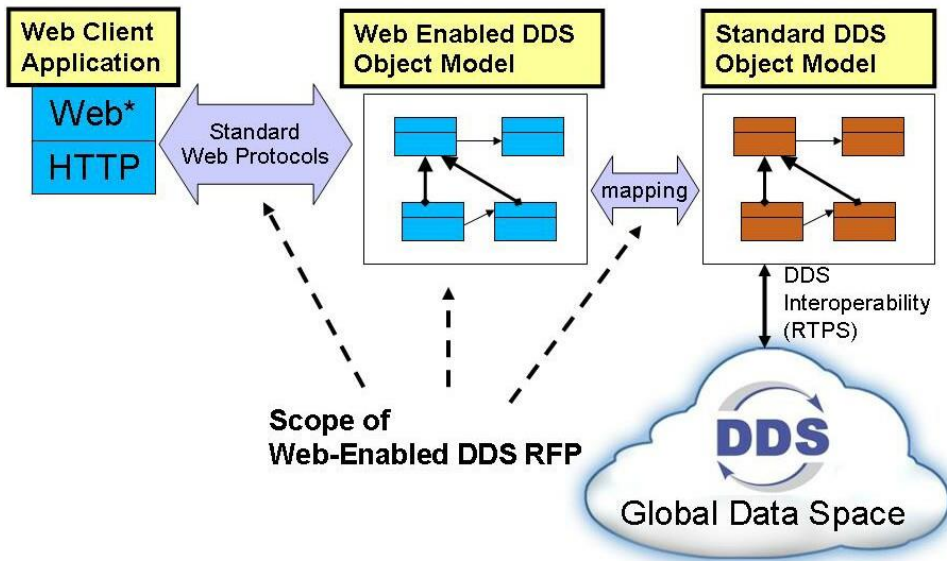 Web Client
Application
Web*
HTTP
Standard
Web Protocols
Web Enabled DDS
Object Model
mapping
Standard DDS
Object Model
DDS
Interoperability
(RTPS)
Scope of
Web-Enabled DDS RFP
DDS
Global Data Space